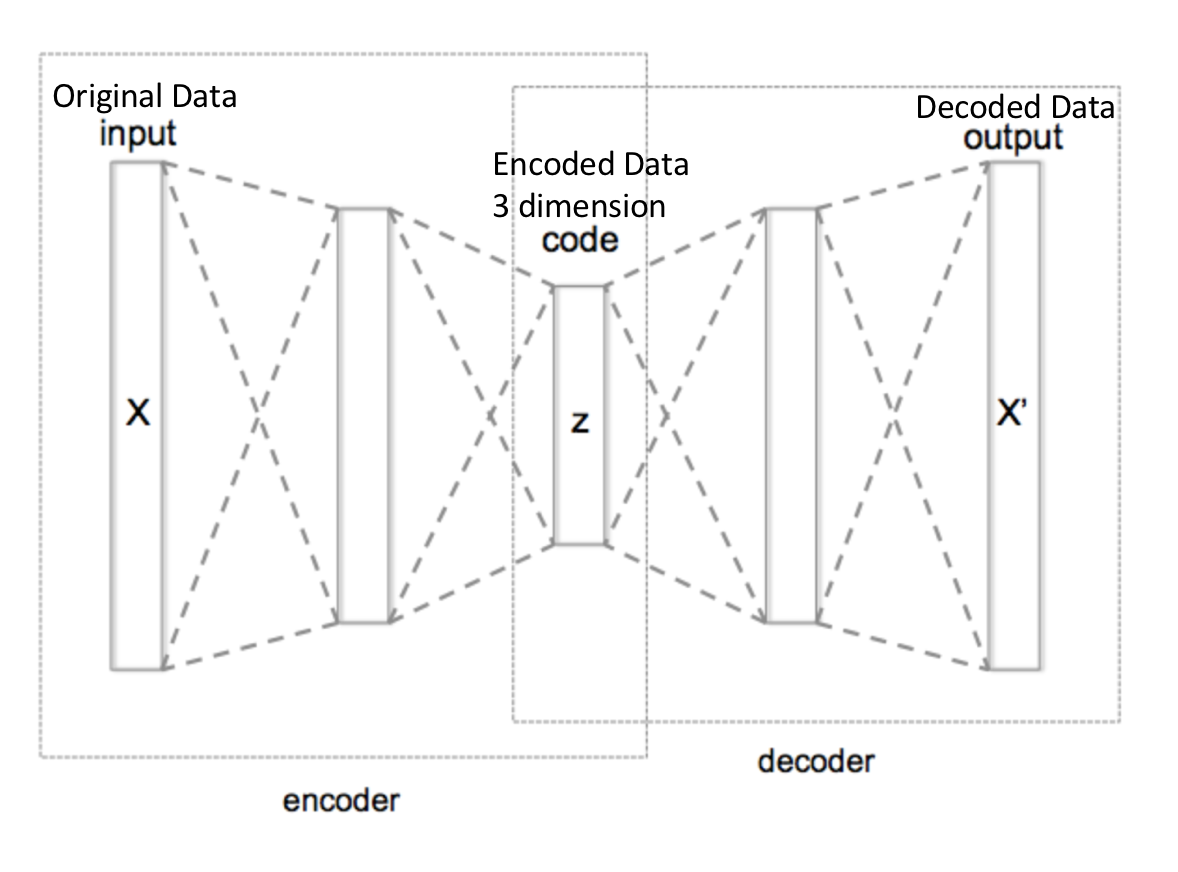 Original Data
input
Encoded Data
3 dimension
code
Decoded Data
output
X
z
X’
encoder
decoder